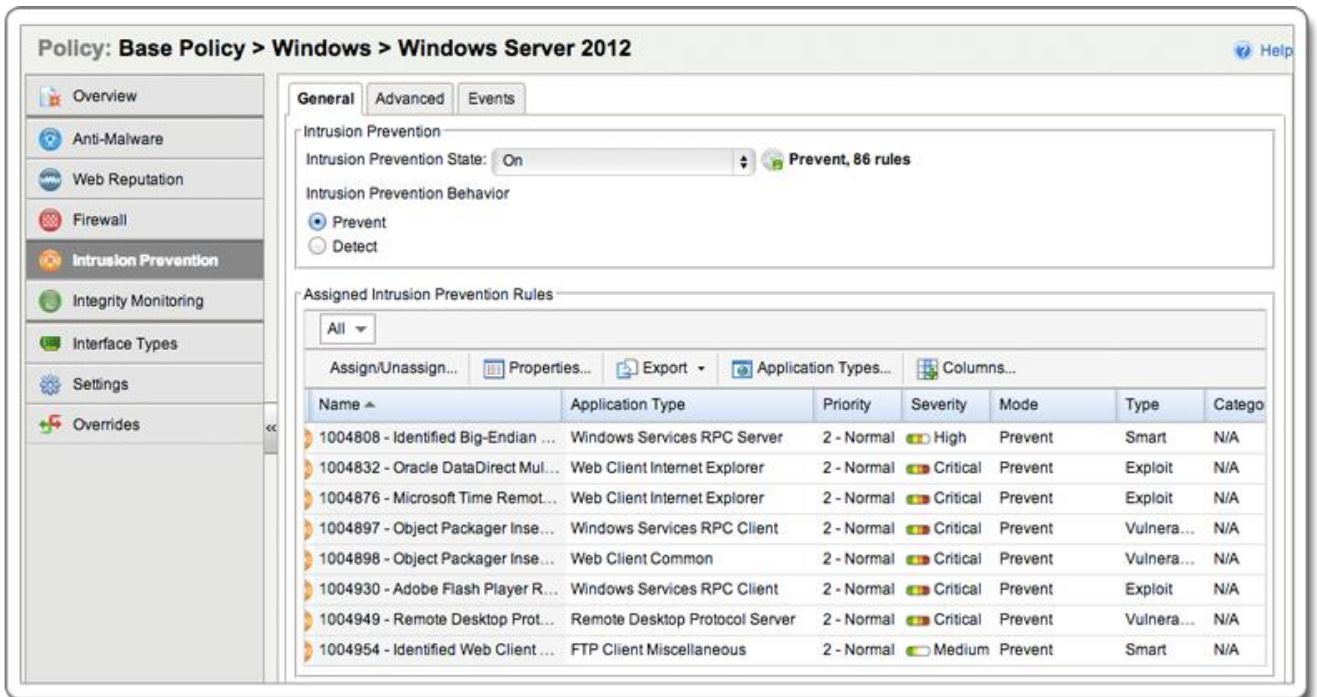 Policy: Base Policy > Windows > Windows Server 2012
Help
Overview
Anti-Malware
Web Reputation
Firewall
Intrusion Prevention
Integrity Monitoring
Interface Types
Settings
Overrides
«
General Advanced Events
Intrusion Prevention
Intrusion Prevention State: On Prevent, 86 rules
Intrusion Prevention Behavior
Prevent
Detect
Assigned Intrusion Prevention Rules
All
Assign/Unassign... Properties... Export Application Types... Columns...
Name Application Type Priority Severity Mode Type Catego
1004808 - Identified Big-Endian ... Windows Services RPC Server 2 - Normal High Prevent Smart N/A
1004832 - Oracle DataDirect Mul... Web Client Internet Explorer 2 - Normal Critical Prevent Exploit N/A
1004876 - Microsoft Time Remot... Web Client Internet Explorer 2 - Normal Critical Prevent Exploit N/A
1004897 - Object Packager Inse... Windows Services RPC Client 2 - Normal Critical Prevent Vulnera... N/A
1004898 - Object Packager Inse... Web Client Common 2 - Normal Critical Prevent Vulnera... N/A
1004930 - Adobe Flash Player R... Windows Services RPC Client 2 - Normal Critical Prevent Exploit N/A
1004949 - Remote Desktop Prot... Remote Desktop Protocol Server 2 - Normal Critical Prevent Vulnera... N/A
1004954 - Identified Web Client ... FTP Client Miscellaneous 2 - Normal Medium Prevent Smart N/A